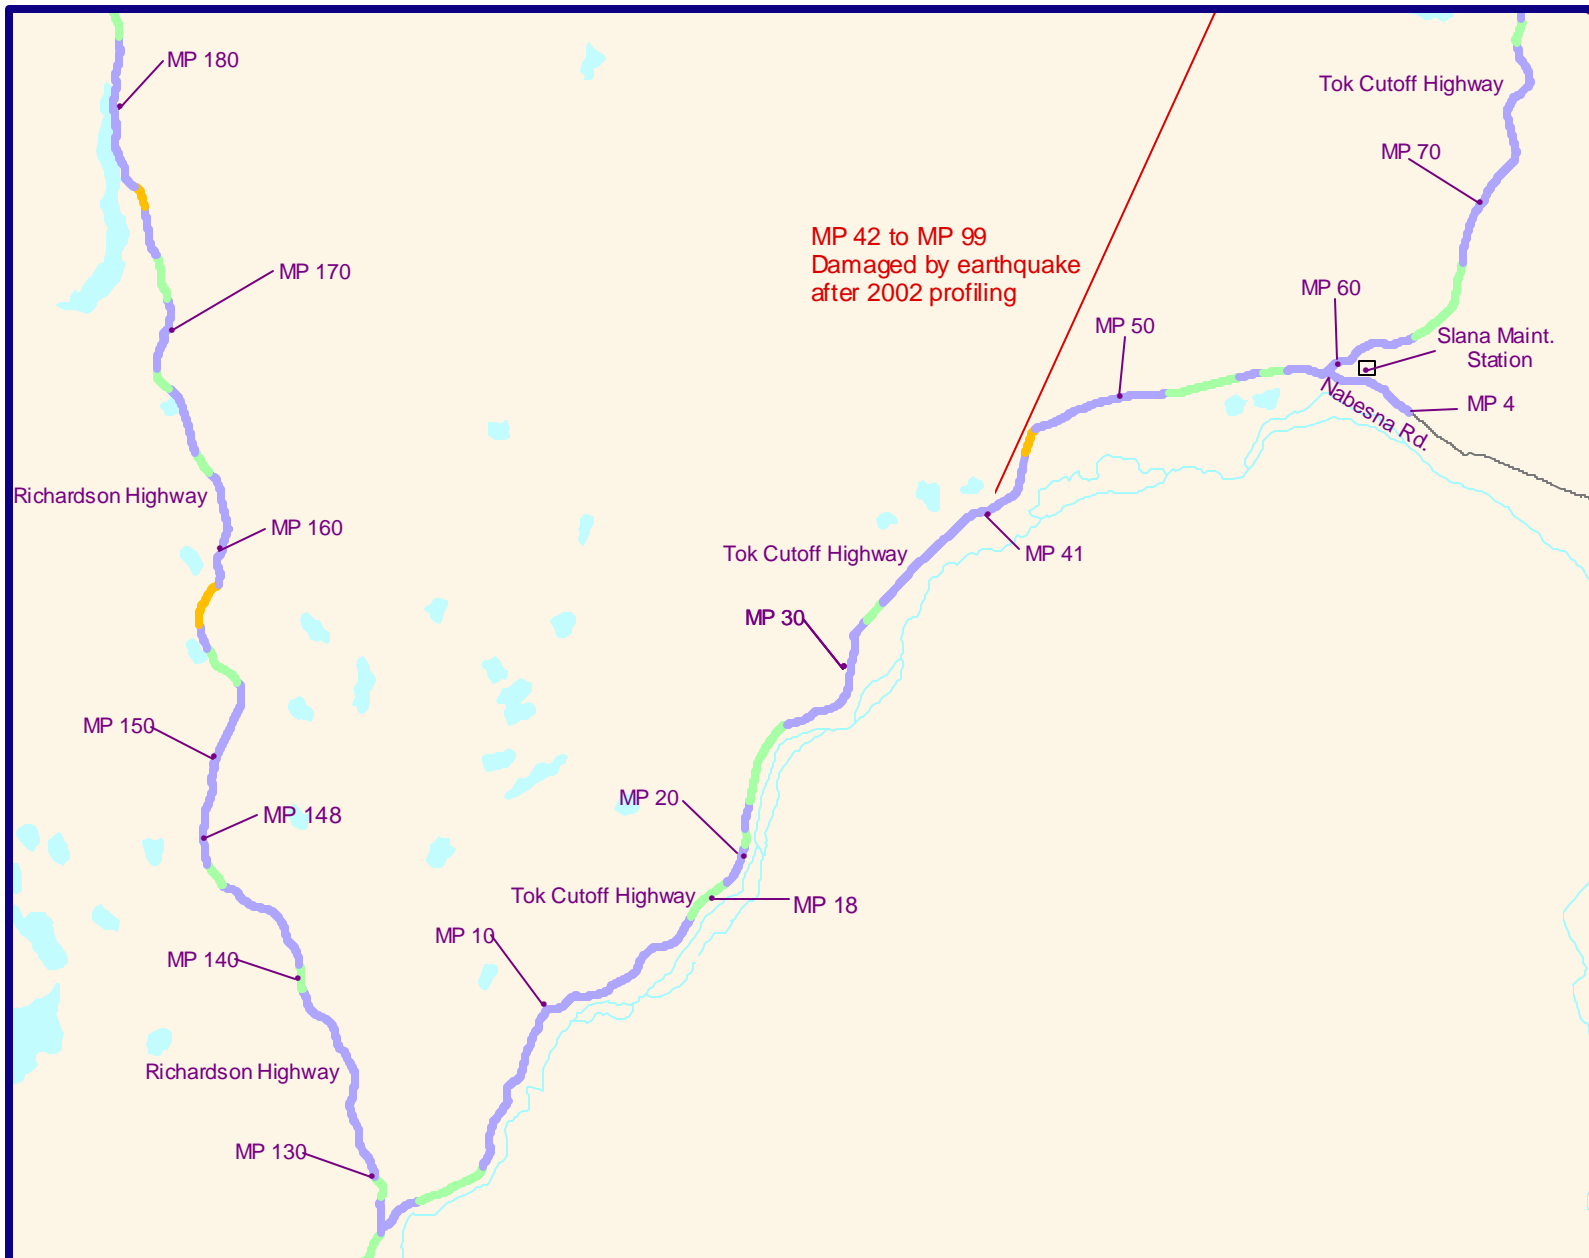 MP 180
Tok Cutoff Highway
MP 70
MP 42 to MP 99
Damaged by earthquake
after 2002 profiling
MP 170
MP 60
MP 50
Slana Maint.
Station
Nabesna Rd.
MP 4
Richardson Highway
MP 160
Tok Cutoff Highway
MP 41
MP 30
MP 150
MP 20
MP 148
Tok Cutoff Highway
MP 18
MP 10
MP 140
Richardson Highway
MP 130